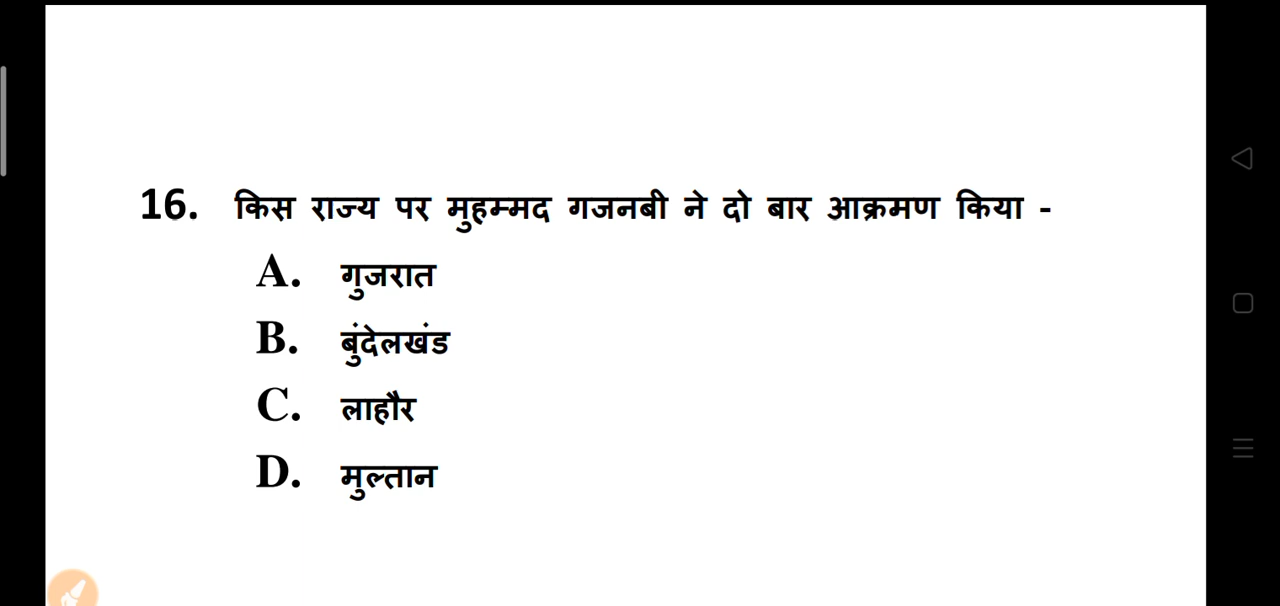 16. किस राज्य पर मुहम्मद गजनबी ने दो बार आक्रमण किया -
A. गुजरात
B. बुंदेलखंड
C. लाहौर
D. मुल्तान